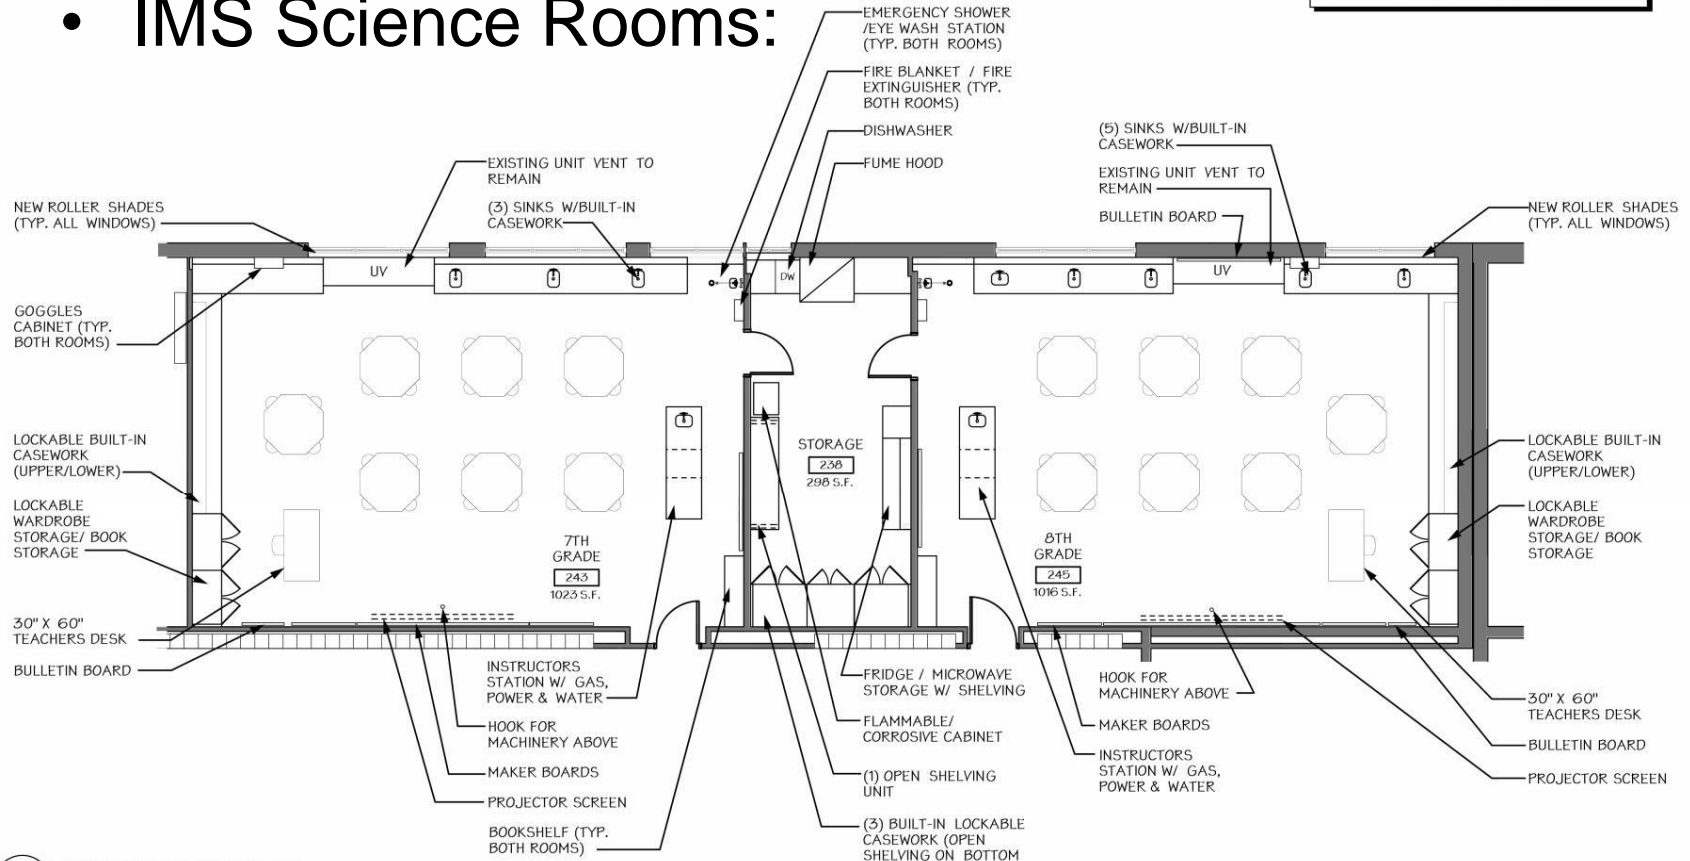 • IMS Science Rooms:
EMERGENCY SHOWER
/EYE WASH STATION
(TYP. BOTH ROOMS)
FIRE BLANKET / FIRE
EXTINGUISHER (TYP.
BOTH ROOMS)
DISHWASHER
FUME HOOD
(5) SINKS W/BUILT-IN
CASEWORK
EXISTING UNIT VENT TO
REMAIN
BULLETIN BOARD
NEW ROLLER SHADES
(TYP. ALL WINDOWS)
EXISTING UNIT VENT TO
REMAIN
(3) SINKS W/BUILT-IN
CASEWORK
NEW ROLLER SHADES
(TYP. ALL WINDOWS)
UV
DW
UV
GOGGLES
CABINET (TYP.
BOTH ROOMS)
LOCKABLE BUILT-IN
CASEWORK
(UPPER/LOWER)
LOCKABLE
WARDROBE
STORAGE/ BOOK
STORAGE
30" X 60"
TEACHERS DESK
BULLETIN BOARD
7TH
GRADE
243
1023 S.F.
STORAGE
238
298 S.F.
8TH
GRADE
245
1016 S.F.
LOCKABLE BUILT-IN
CASEWORK
(UPPER/LOWER)
LOCKABLE
WARDROBE
STORAGE/ BOOK
STORAGE
INSTRUCTORS
STATION W/ GAS,
POWER & WATER
HOOK FOR
MACHINERY ABOVE
MAKER BOARDS
PROJECTOR SCREEN
BOOKSHELF (TYP.
BOTH ROOMS)
FRIDGE / MICROWAVE
STORAGE W/ SHELVING
FLAMMABLE/
CORROSIVE CABINET
(1) OPEN SHELVING
UNIT
(3) BUILT-IN LOCKABLE
CASEWORK (OPEN
SHELVING ON BOTTOM
HOOK FOR
MACHINERY ABOVE
MAKER BOARDS
INSTRUCTORS
STATION W/ GAS,
POWER & WATER
30" X 60"
TEACHERS DESK
BULLETIN BOARD
PROJECTOR SCREEN